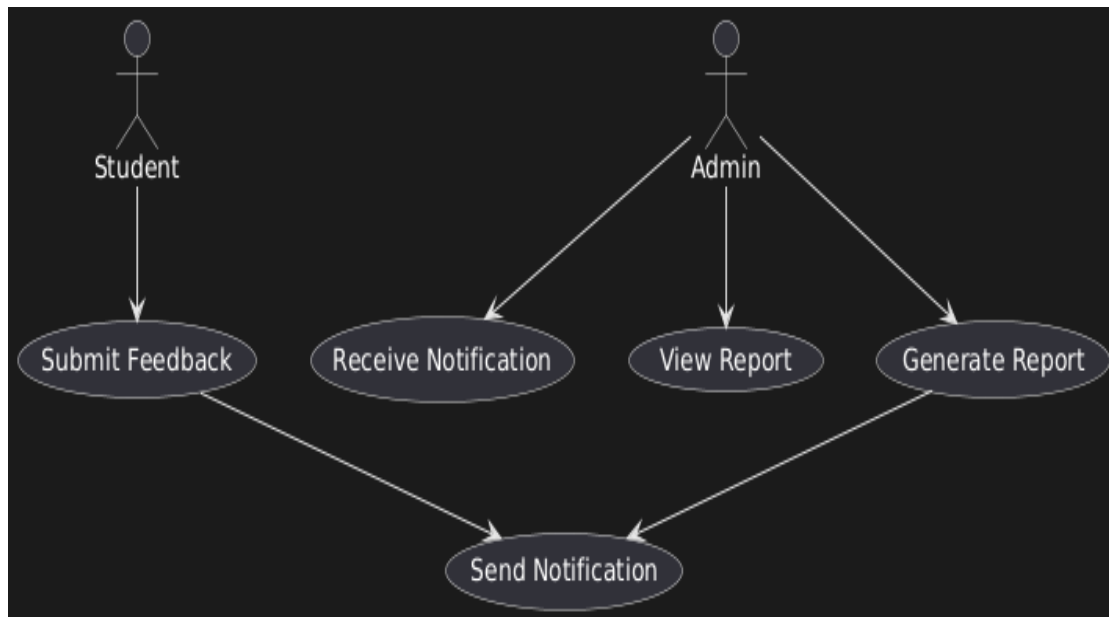 Student
Admin
Submit Feedback
Receive Notification
View Report
Generate Report
Send Notification